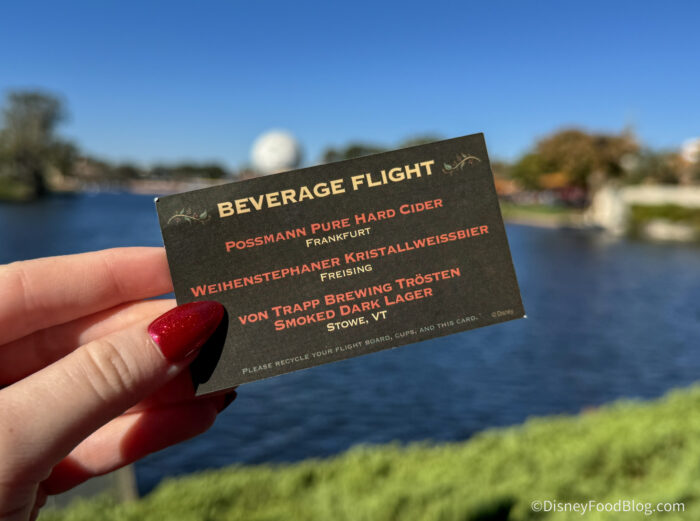 BEVERAGE FLIGHT
POSSMANN PURE HARD CIDER
FRANKFURT
WEIHENSTEPHANER KRISTALLWEISSBIER
FREISING
VON TRAPP BREWING TRÖSTEN
SMOKED DARK LAGER
STOWE, VT
PLEASE RECYCLE YOUR FLIGHT BOARD, CUPS, AND THIS CARD.
©Disney
©DisneyFoodBlog.com